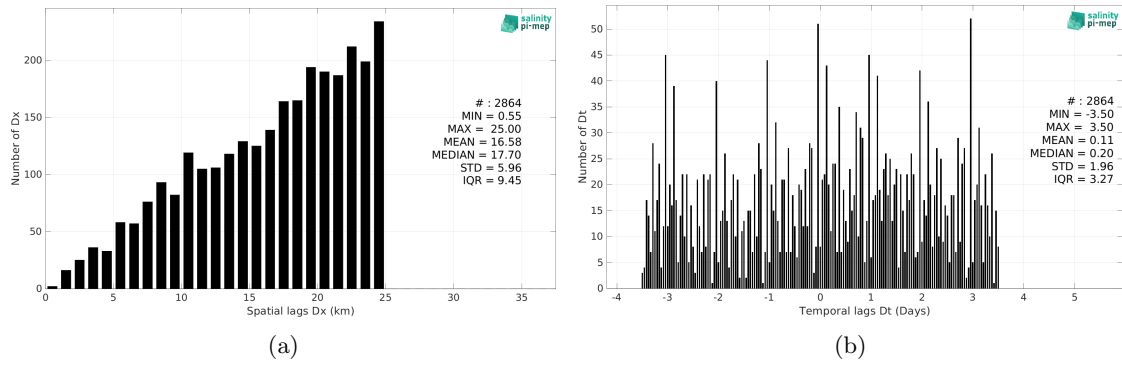 salinity
pi-mep
200
150
100
50
0
Number of Dx
# : 2864
MIN = 0.55
MAX = 25.00
MEAN = 16.58
MEDIAN = 17.70
STD = 5.96
IQR = 9.45
0 5 10 15 20 25 30 35
Spatial lags Dx (km)
(a)
salinity
pi-mep
50
45
40
35
30
25
20
15
10
5
0
Number of Dt
# : 2864
MIN = -3.50
MAX = 3.50
MEAN = 0.11
MEDIAN = 0.20
STD = 1.96
IQR = 3.27
-4 -3 -2 -1 0 1 2 3 4 5
Temporal lags Dt (Days)
(b)